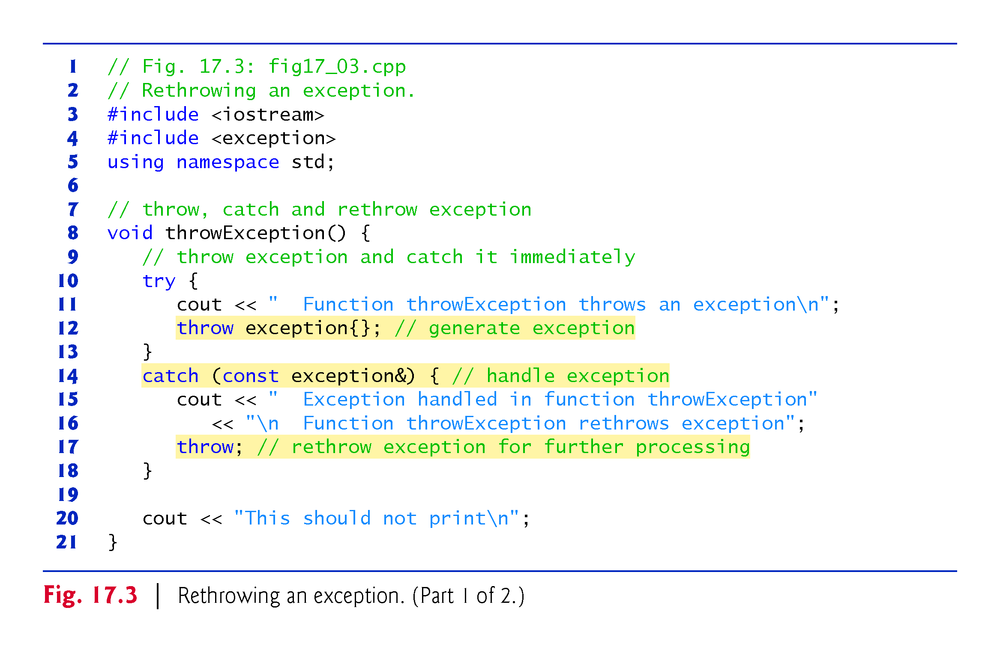 1 // Fig. 17.3: fig17_03.cpp
2 // Rethrowing an exception.
3 #include <iostream>
4 #include <exception>
5 using namespace std;
6
7 // throw, catch and rethrow exception
8 void throwException() {
9    // throw exception and catch it immediately
10    try {
11       cout << "  Function throwException throws an exception\n";
12       throw exception{}; // generate exception
13    }
14    catch (const exception&) { // handle exception
15       cout << "  Exception handled in function throwException"
16          << "\n  Function throwException rethrows exception";
17       throw; // rethrow exception for further processing
18    }
19
20    cout << "This should not print\n";
21 }
Fig. 17.3 | Rethrowing an exception. (Part 1 of 2.)